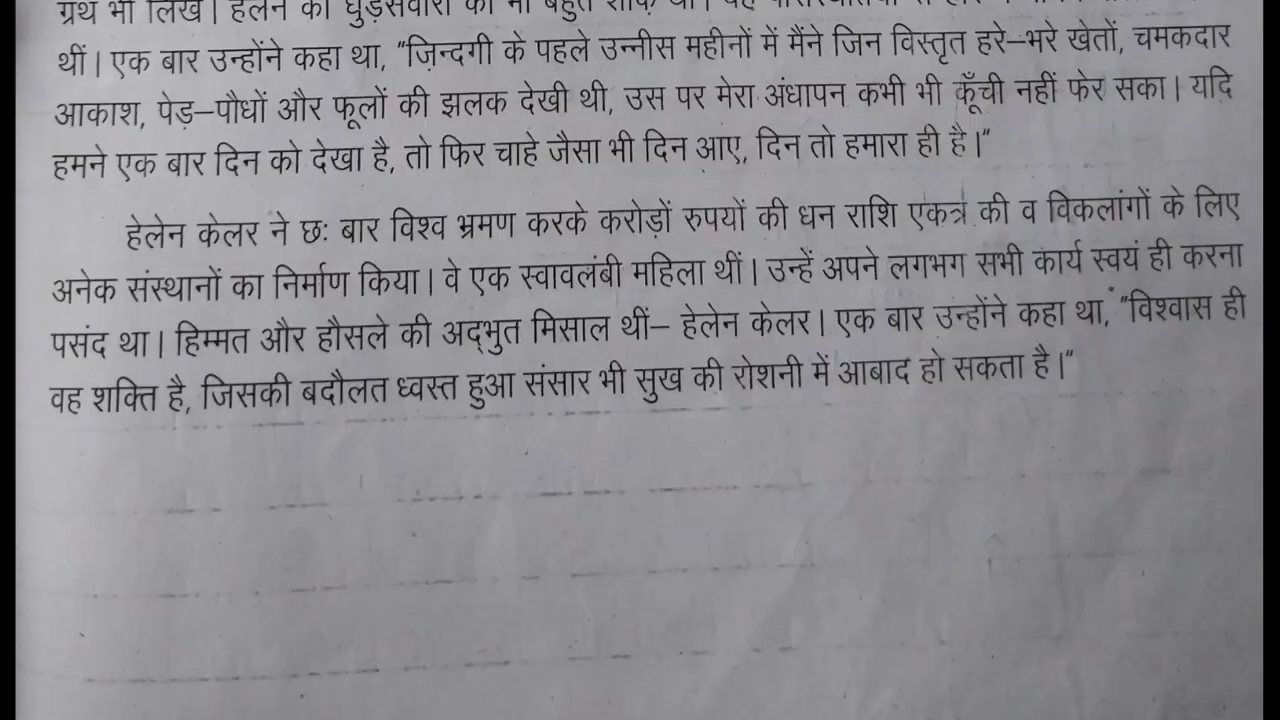 ग्रंथ भी लिखे। हेलेन को घुड़सवारी का भी बहुत शौक़ था।
थीं। एक बार उन्होंने कहा था, "ज़िन्दगी के पहले उन्नीस महीनों में मैंने जिन विस्तृत हरे–भरे खेतों, चमकदार
आकाश, पेड़–पौधों और फूलों की झलक देखी थी, उस पर मेरा अंधापन कभी भी कूँची नहीं फेर सका। यदि
हमने एक बार दिन को देखा है, तो फिर चाहे जैसा भी दिन आए, दिन तो हमारा ही है।"
हेलेन केलर ने छः बार विश्व भ्रमण करके करोड़ों रुपयों की धन राशि एकत्र की व विकलांगों के लिए
अनेक संस्थानों का निर्माण किया। वे एक स्वावलंबी महिला थीं। उन्हें अपने लगभग सभी कार्य स्वयं ही करना
पसंद था। हिम्मत और हौसले की अद्‌भुत मिसाल थीं– हेलेन केलर। एक बार उन्होंने कहा था, "विश्वास ही
वह शक्ति है, जिसकी बदौलत ध्वस्त हुआ संसार भी सुख की रोशनी में आबाद हो सकता है।"